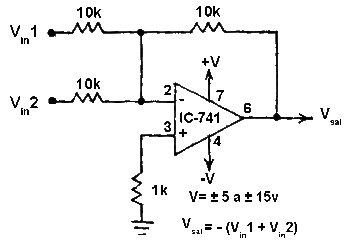 10k
10k
V in 1
10k
+V
V in 2
2
7
-
6
IC-741
V sal
3
+
4
-V
1k
V= ± 5 a ± 15v
V sal = - (V in 1 + V in 2)